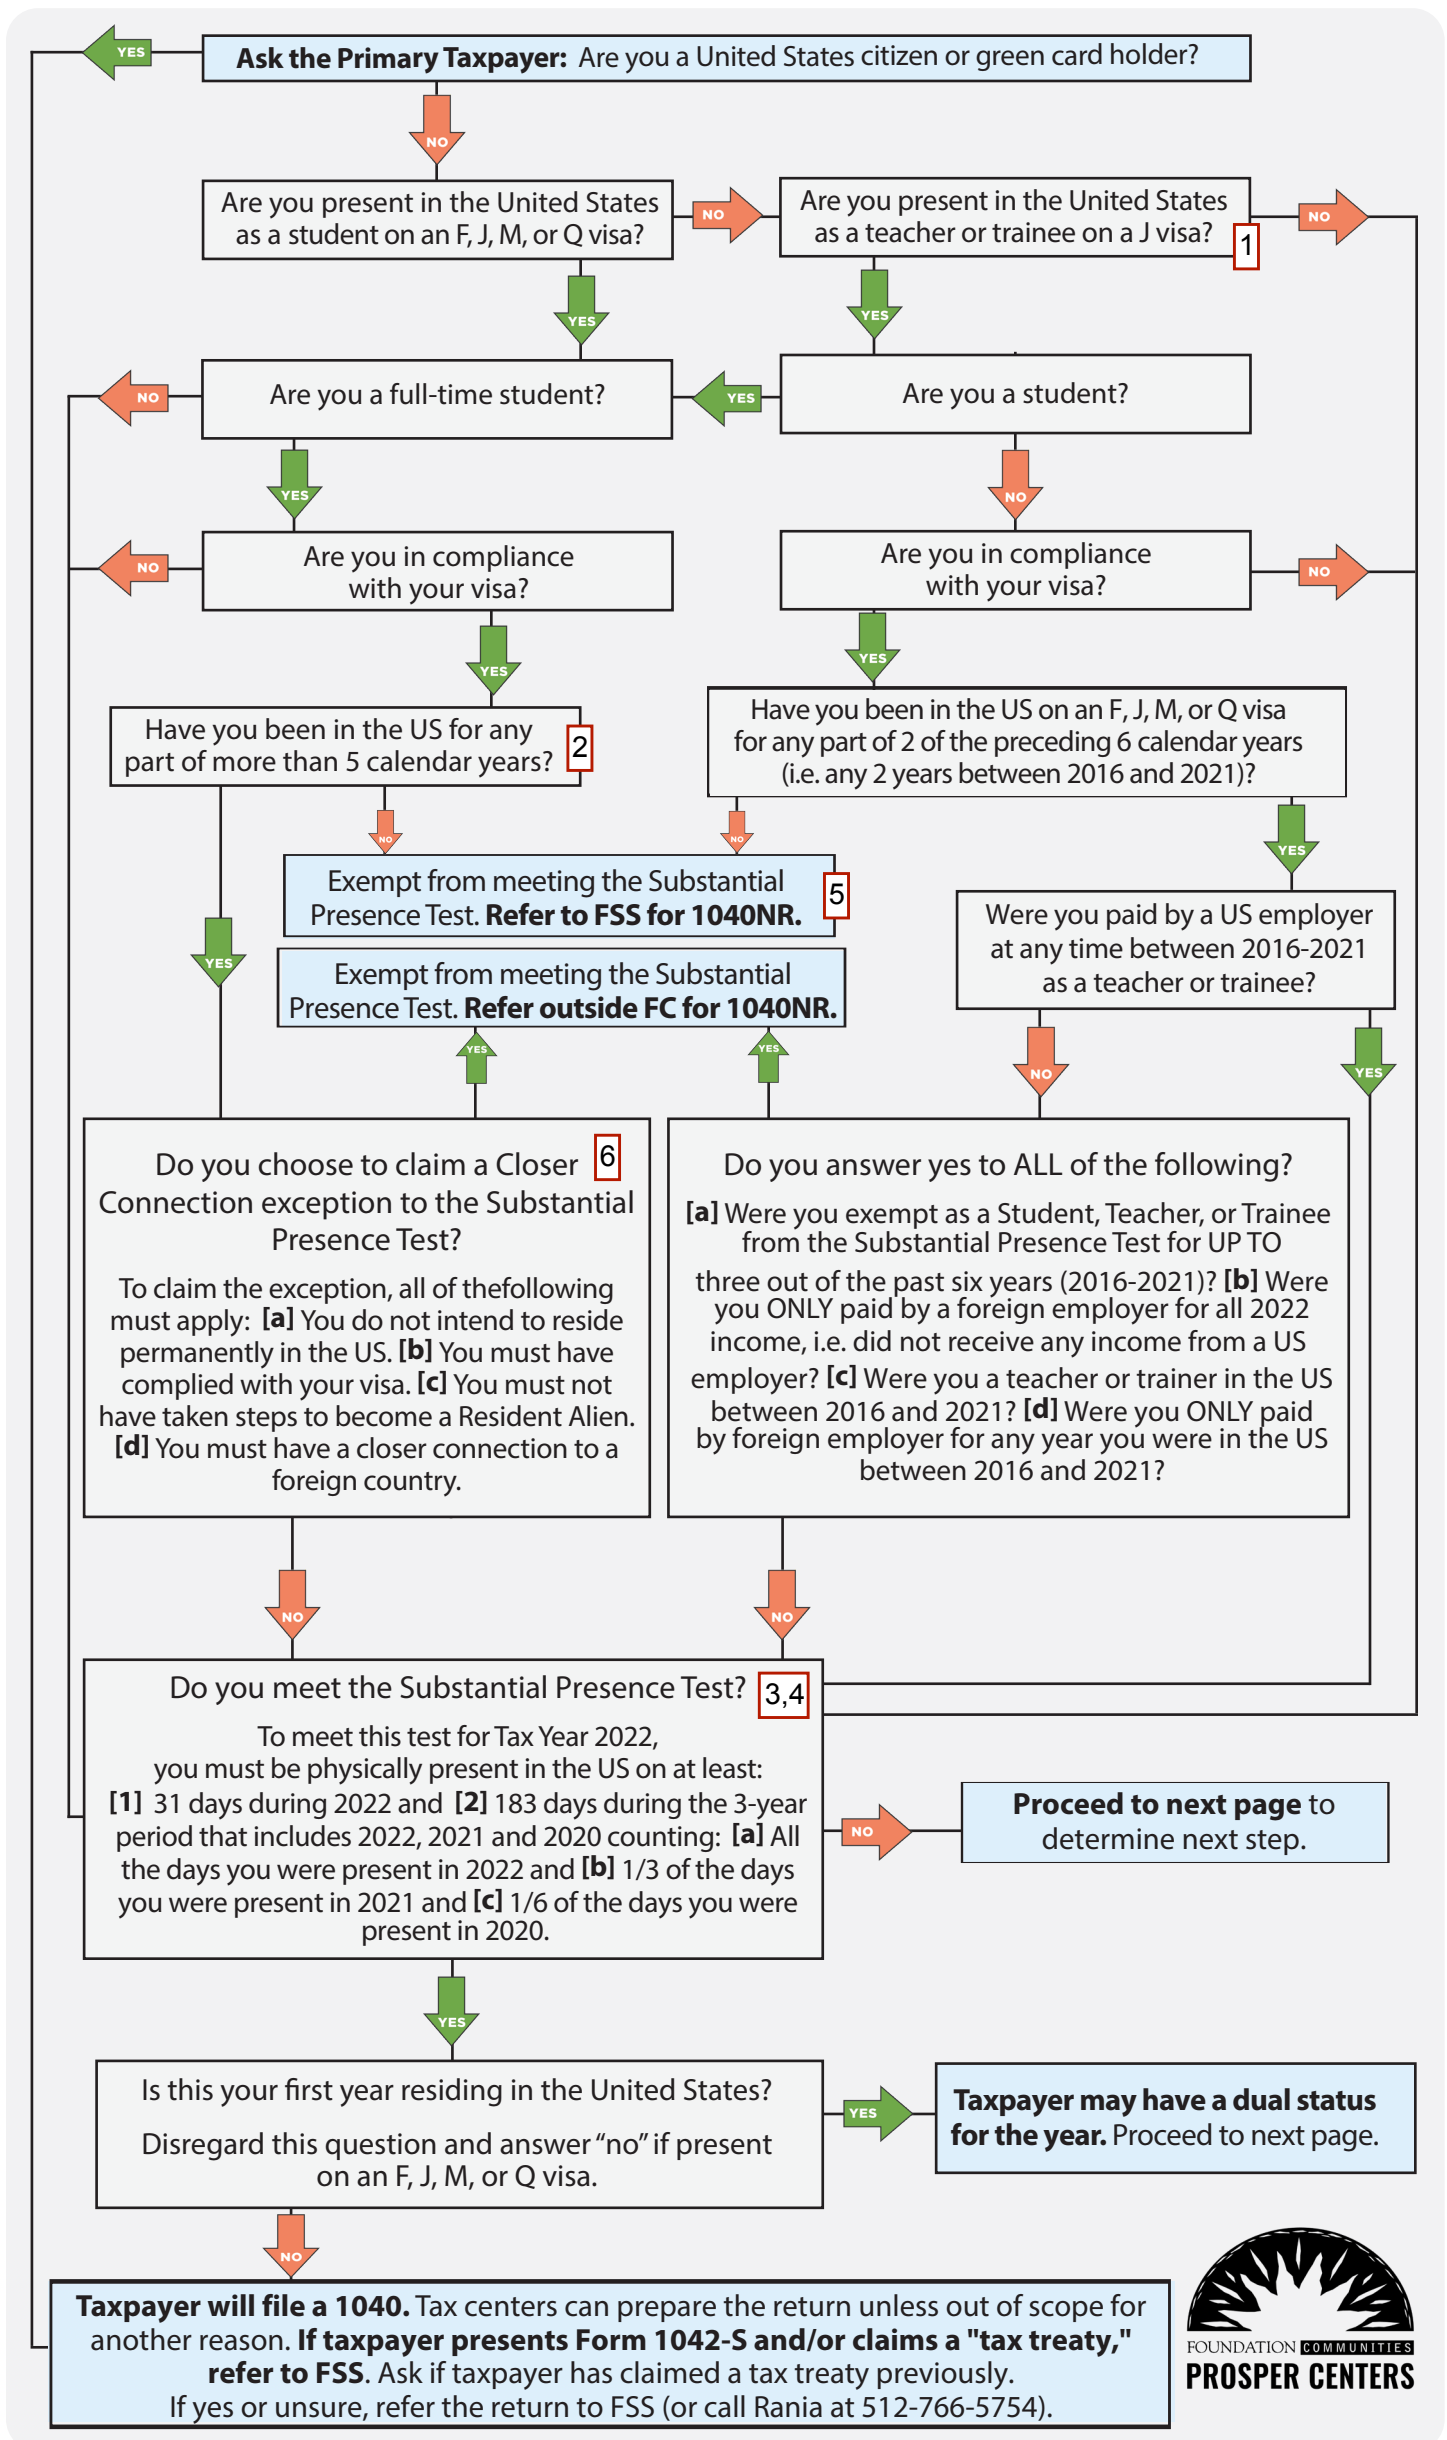 YES
Ask the Primary Taxpayer: Are you a United States citizen or green card holder?
NO
Are you present in the United States
as a student on an F, J, M, or Q visa?
NO
Are you present in the United States
as a teacher or trainee on a J visa?
1
NO
YES
YES
NO
Are you a full-time student?
YES
Are you a student?
YES
NO
NO
Are you in compliance
with your visa?
Are you in compliance
with your visa?
NO
YES
YES
Have you been in the US for any
part of more than 5 calendar years?
2
Have you been in the US on an F, J, M, or Q visa
for any part of 2 of the preceding 6 calendar years
(i.e. any 2 years between 2016 and 2021)?
NO
NO
YES
Exempt from meeting the Substantial
Presence Test. Refer to FSS for 1040NR.
5
YES
Were you paid by a US employer
at any time between 2016-2021
as a teacher or trainee?
Exempt from meeting the Substantial
Presence Test. Refer outside FC for 1040NR.
YES
YES
NO
YES
Do you choose to claim a Closer
6
Connection exception to the Substantial
Presence Test?
To claim the exception, all of thefollowing
must apply: [a] You do not intend to reside
permanently in the US. [b] You must have
complied with your visa. [c] You must not
have taken steps to become a Resident Alien.
[d] You must have a closer connection to a
foreign country.
Do you answer yes to ALL of the following?
[a] Were you exempt as a Student, Teacher, or Trainee
from the Substantial Presence Test for UP TO
three out of the past six years (2016-2021)? [b] Were
you ONLY paid by a foreign employer for all 2022
income, i.e. did not receive any income from a US
employer? [c] Were you a teacher or trainer in the US
between 2016 and 2021? [d] Were you ONLY paid
by foreign employer for any year you were in the US
between 2016 and 2021?
NO
NO
Do you meet the Substantial Presence Test?
3,4
To meet this test for Tax Year 2022,
you must be physically present in the US on at least:
[1] 31 days during 2022 and [2] 183 days during the 3-year
period that includes 2022, 2021 and 2020 counting: [a] All
the days you were present in 2022 and [b] 1/3 of the days
you were present in 2021 and [c] 1/6 of the days you were
present in 2020.
NO
Proceed to next page to
determine next step.
YES
Is this your first year residing in the United States?
Disregard this question and answer “no” if present
on an F, J, M, or Q visa.
YES
Taxpayer may have a dual status
for the year. Proceed to next page.
NO
Taxpayer will file a 1040. Tax centers can prepare the return unless out of scope for
another reason. If taxpayer presents Form 1042-S and/or claims a "tax treaty,"
refer to FSS. Ask if taxpayer has claimed a tax treaty previously.
If yes or unsure, refer the return to FSS (or call Rania at 512-766-5754).
FOUNDATION COMMUNITIES
PROSPER CENTERS